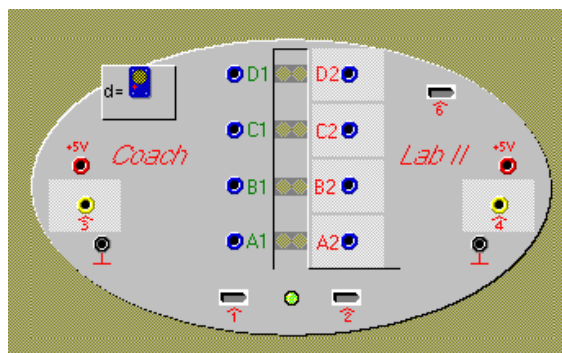 d=
D1 D2
C1 C2
6
+5V Coach Lab II +5V
B1 B2
3 4
A1 A2
1 2